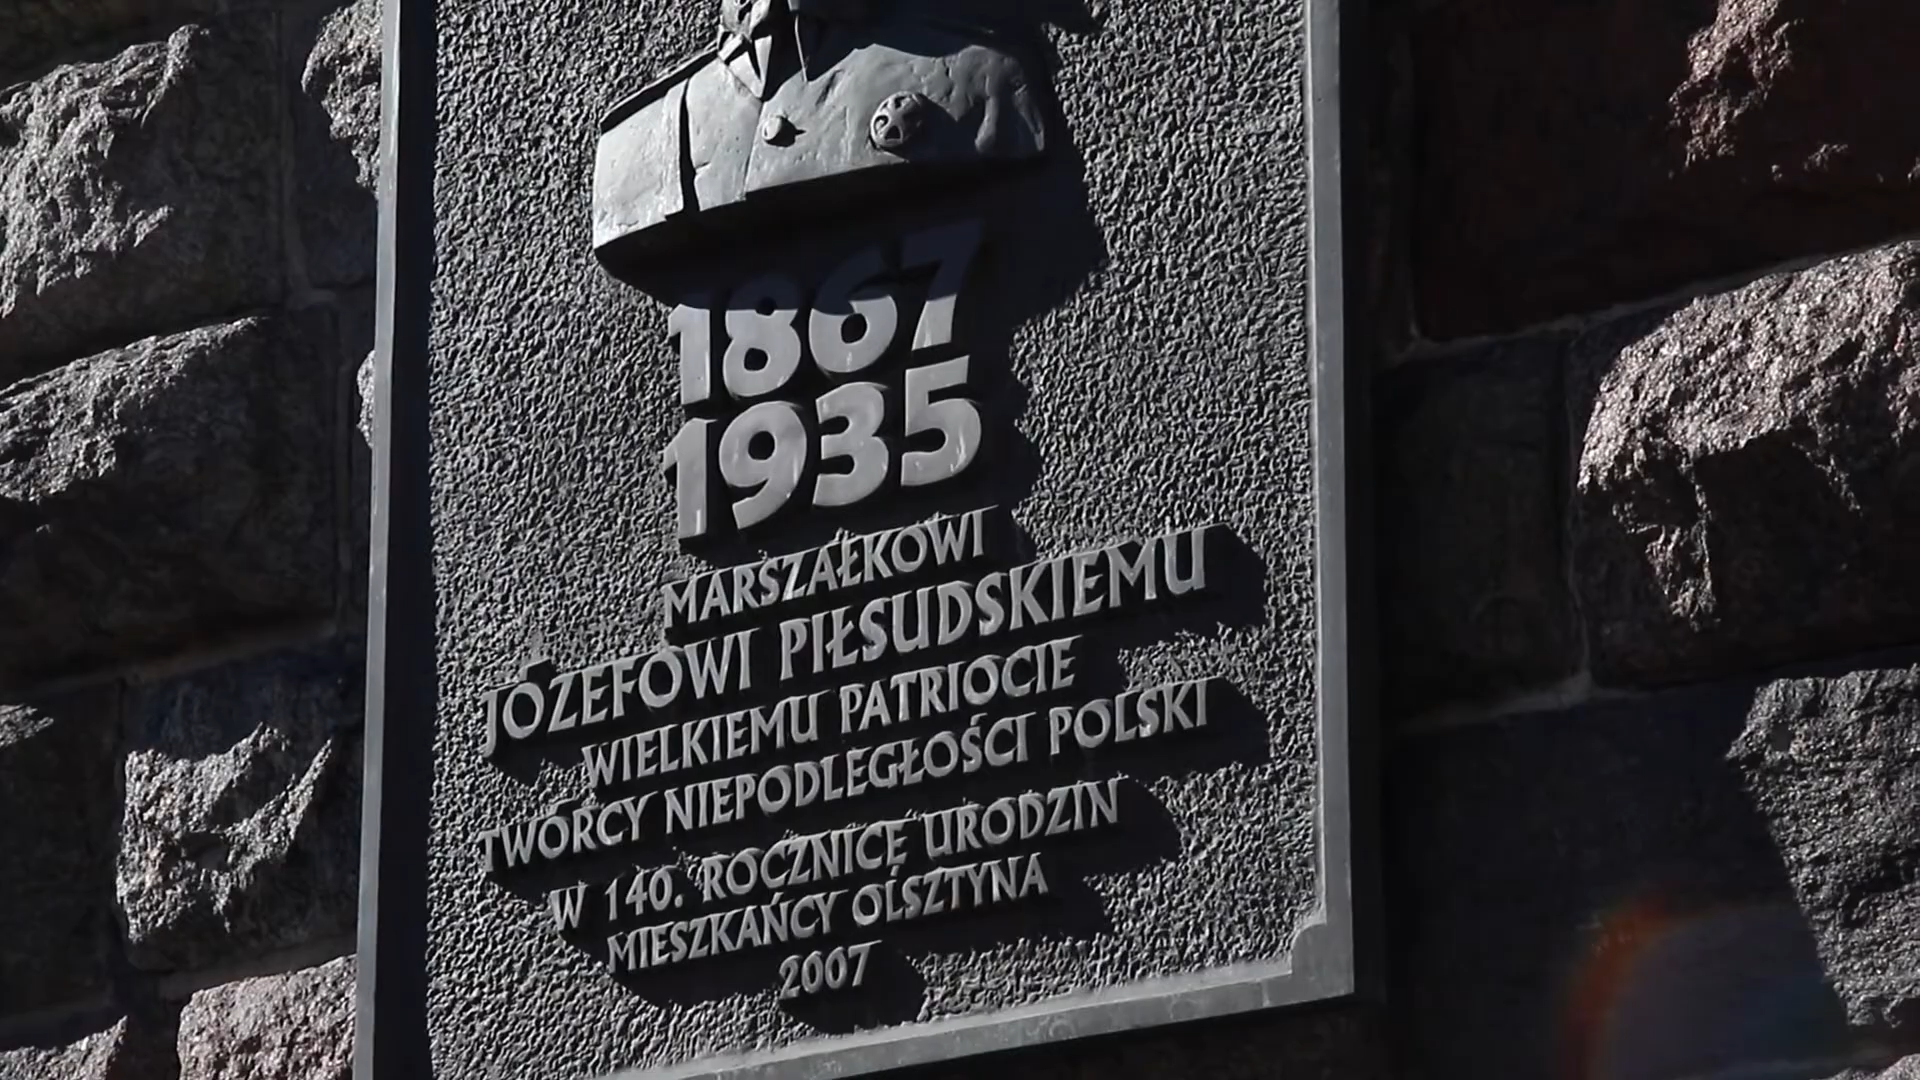 1867
1935
MARSZAŁKOWI
JÓZEFOWI PIŁSUDSKIEMU
WIELKIEMU PATRIOCIE
TWÓRCY NIEPODLEGŁOŚCI POLSKI
W 140. ROCZNICĘ URODZIN
MIESZKAŃCY OLSZTYNA
2007